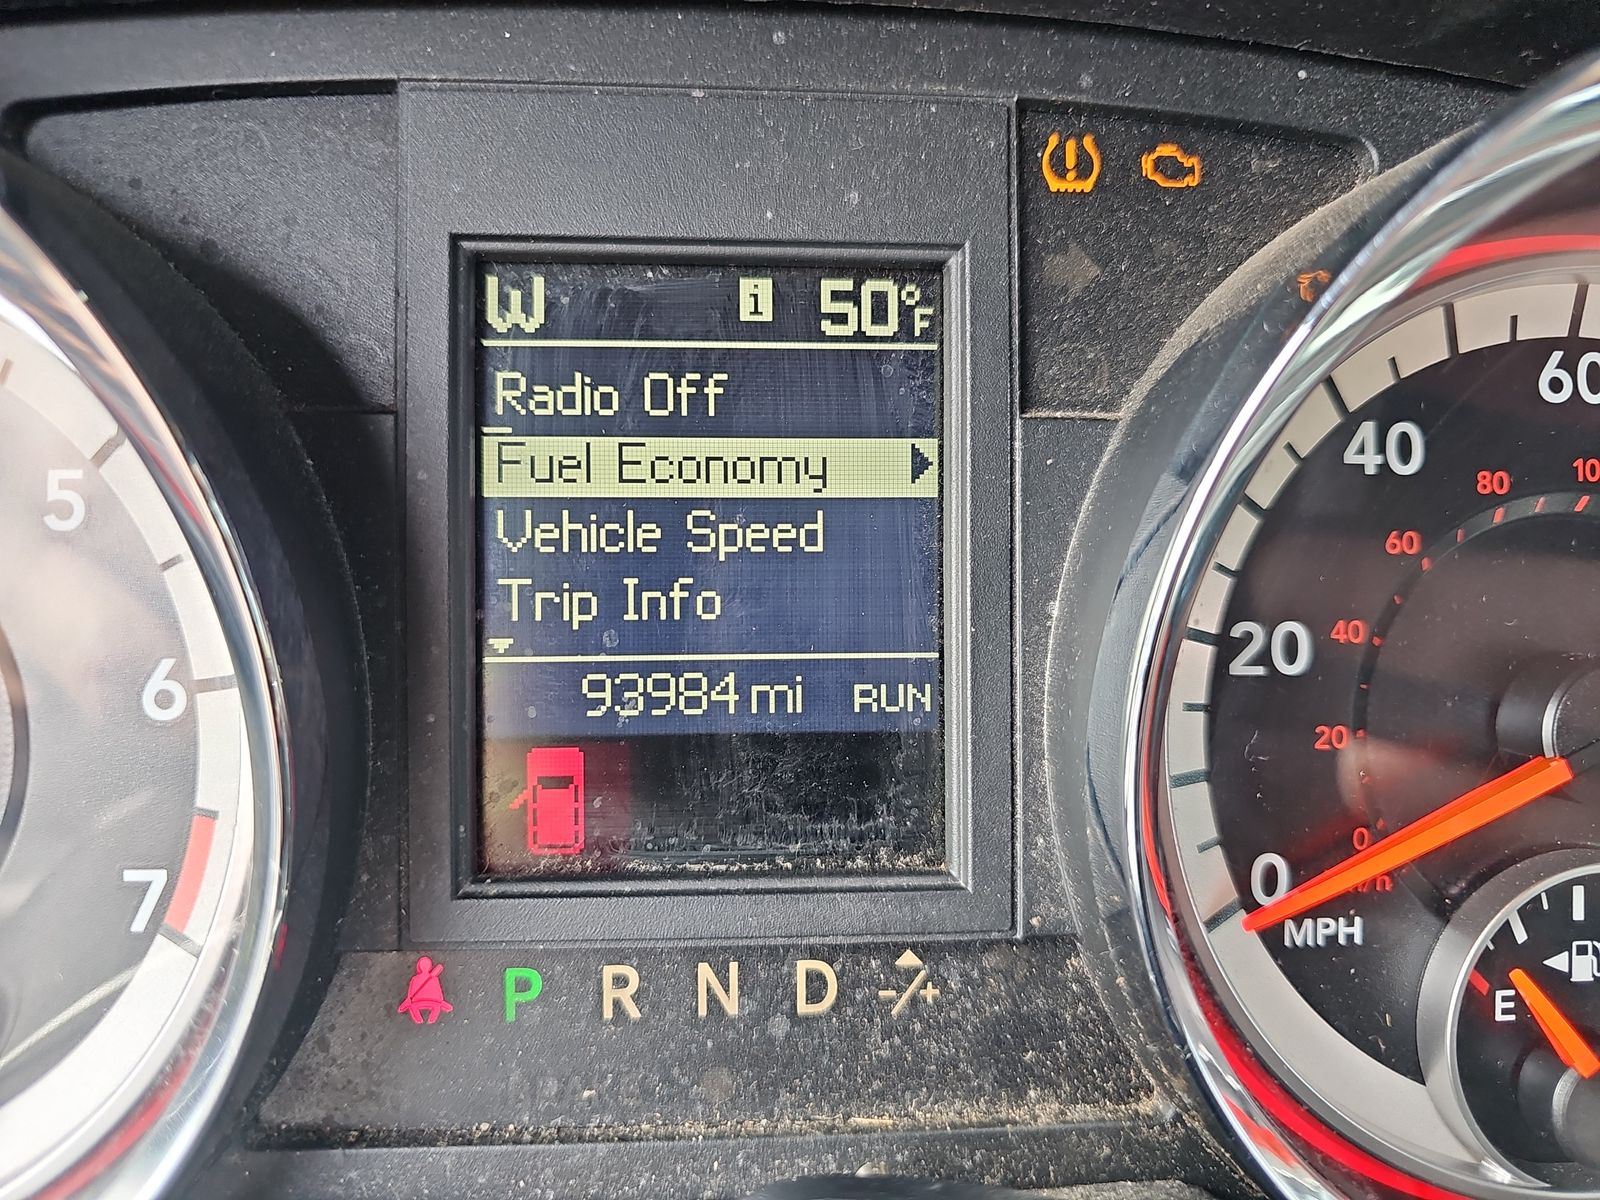 W i 50°F
Radio Off
Fuel Economy
Vehicle Speed
Trip Info
93984 mi RUN
P R N D -/+
5
6
7
60
40
20
0
MPH
80
60
40
20
0
E